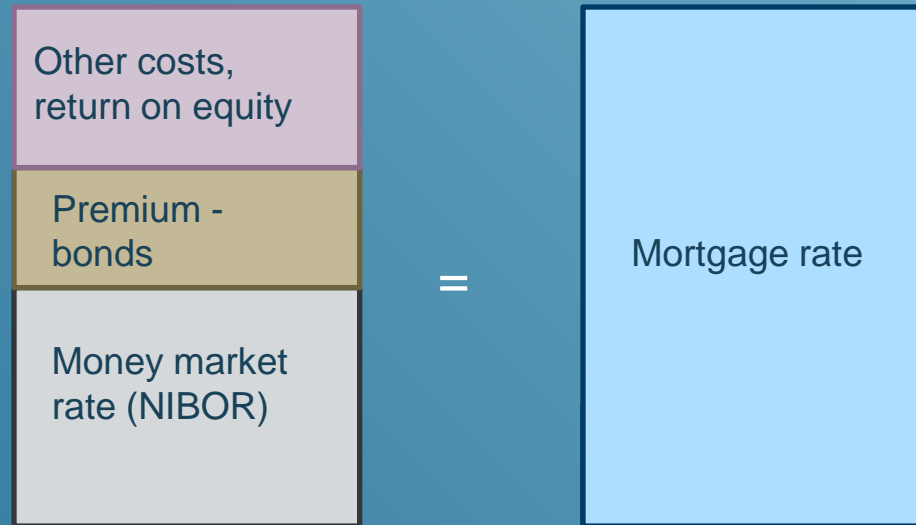 Other costs,
return on equity
Premium -
bonds
Money market
rate (NIBOR)
=
Mortgage rate